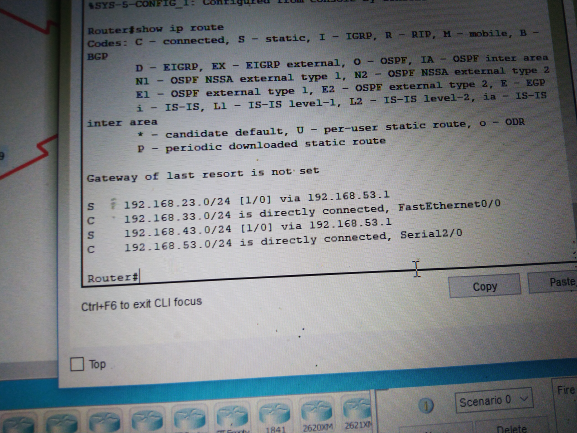 %SYS-5-CONFIG_I: Configured from console by
Router#show ip route
Codes: C - connected, S - static, I - IGRP, R - RIP, M - mobile, B -
BGP
D - EIGRP, EX - EIGRP external, O - OSPF, IA - OSPF inter area
N1 - OSPF NSSA external type 1, N2 - OSPF NSSA external type 2
E1 - OSPF external type 1, E2 - OSPF external type 2, E - EGP
i - IS-IS, L1 - IS-IS level-1, L2 - IS-IS level-2, ia - IS-IS
inter area
* - candidate default, U - per-user static route, o - ODR
P - periodic downloaded static route
Gateway of last resort is not set
S 192.168.23.0/24 [1/0] via 192.168.53.1
C 192.168.33.0/24 is directly connected, FastEthernet0/0
S 192.168.43.0/24 [1/0] via 192.168.53.1
C 192.168.53.0/24 is directly connected, Serial2/0
Router#
Ctrl+F6 to exit CLI focus
Copy
Paste
Top
Scenario 0
Fire
1841
2620XM
2621XM
Delete